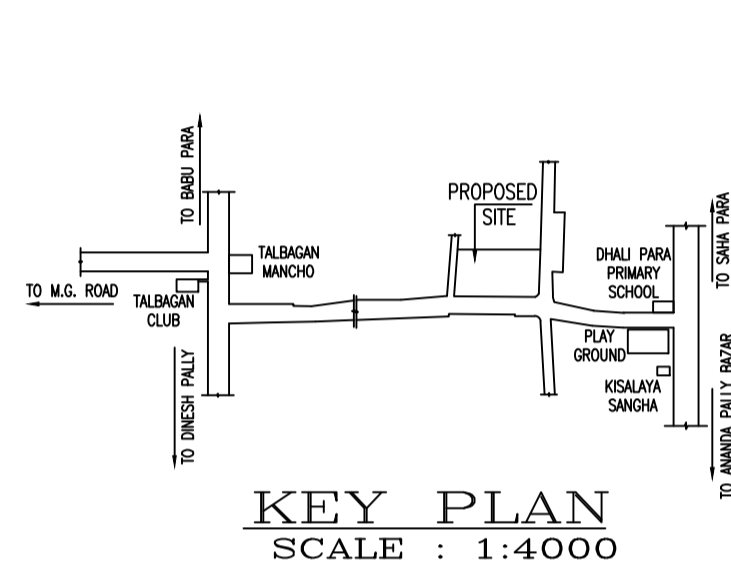 TO BABU PARA
PROPOSED
SITE
TO SAHA PARA
TALBAGAN
MANCHO
DHALI PARA
PRIMARY
SCHOOL
TO M.G. ROAD
TALBAGAN
CLUB
PLAY
GROUND
TO DINESH PALLY
KISALAYA
SANGHA
TO ANANDA PALLY BAZAR
KEY PLAN
SCALE : 1:4000